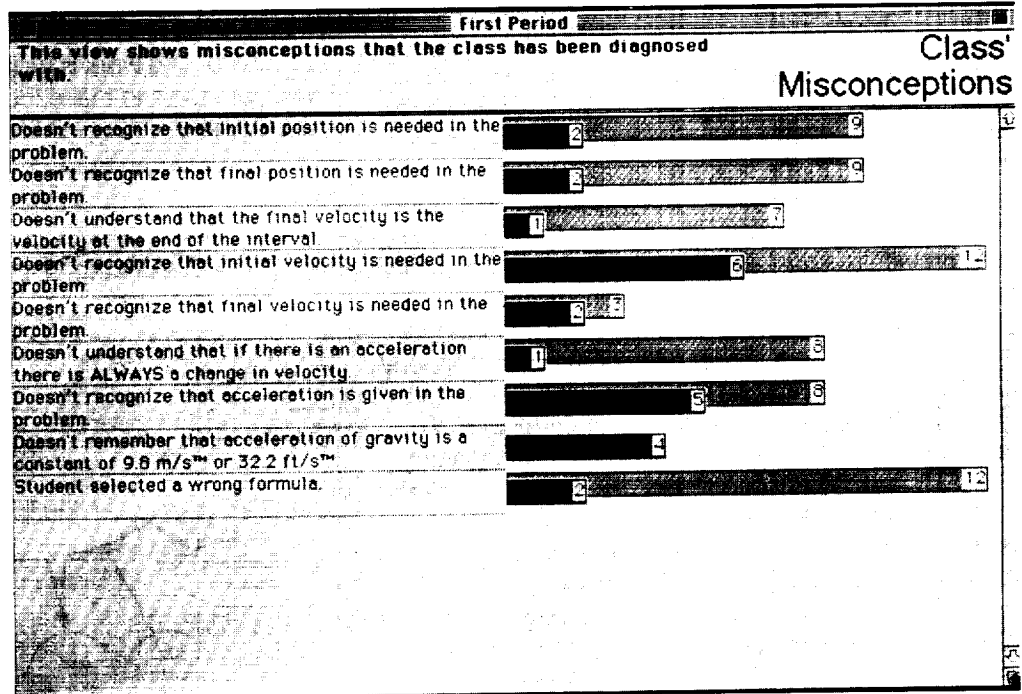 First Period
This view shows misconceptions that the class has been diagnosed
with.
Class'
Misconceptions
Doesn't recognize that initial position is needed in the
problem.
2 9
Doesn't recognize that final position is needed in the
problem.
2 9
Doesn't understand that the final velocity is the
velocity at the end of the interval.
1 7
Doesn't recognize that initial velocity is needed in the
problem.
6 12
Doesn't recognize that final velocity is needed in the
problem.
2 3
Doesn't understand that if there is an acceleration
there is ALWAYS a change in velocity.
1 8
Doesn't recognize that acceleration is given in the
problem.
5 8
Doesn't remember that acceleration of gravity is a
constant of 9.8 m/s™ or 32.2 ft/s™
4
Student selected a wrong formula.
2 12